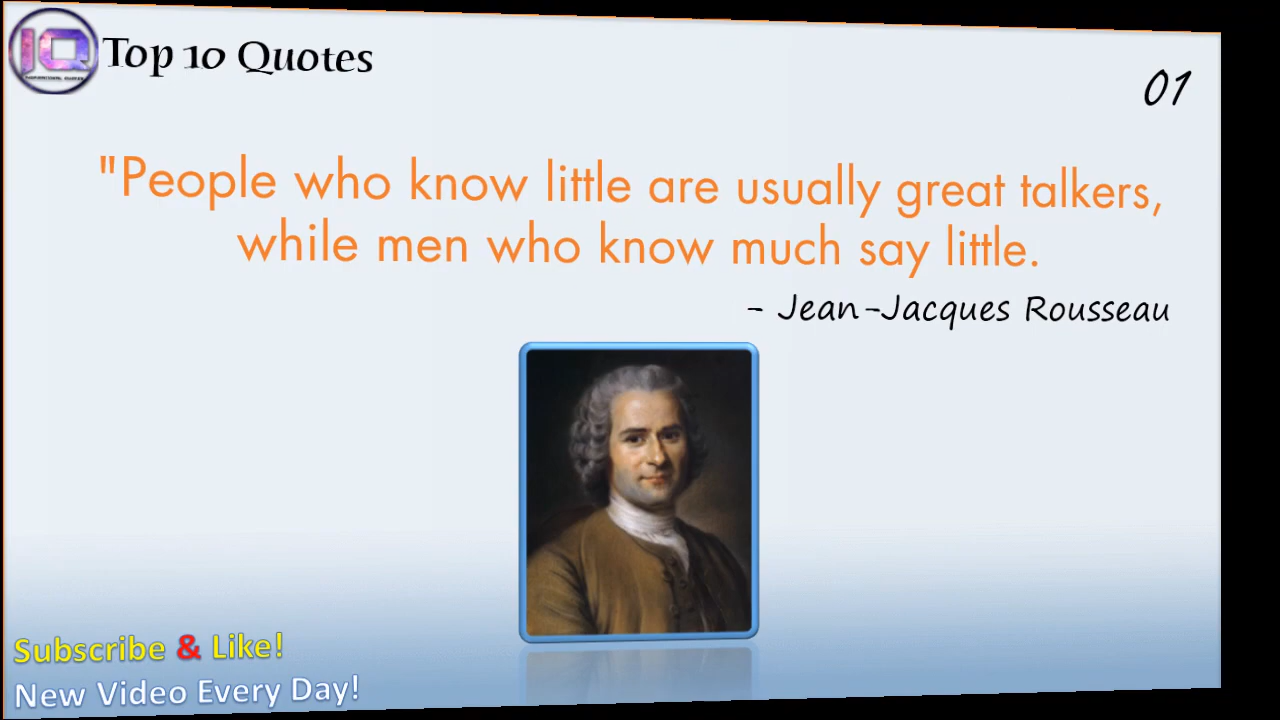 IQ
Top 10 Quotes
01
"People who know little are usually great talkers,
while men who know much say little.
- Jean-Jacques Rousseau
Subscribe & Like!
New Video Every Day!